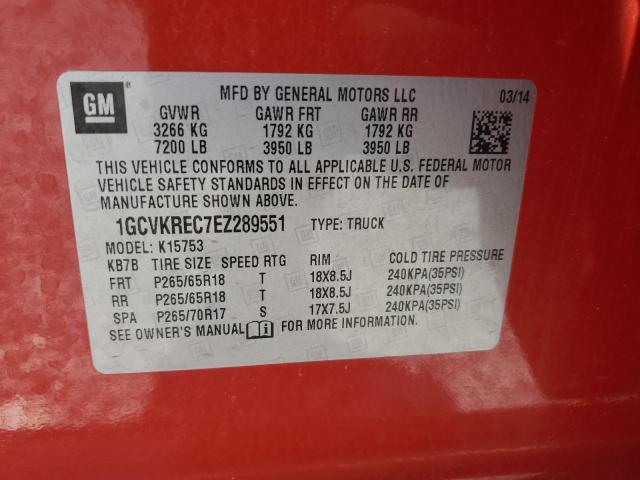 GM
MFD BY GENERAL MOTORS LLC 03/14
GVWR GAWR FRT GAWR RR
3266 KG 1792 KG 1792 KG
7200 LB 3950 LB 3950 LB
THIS VEHICLE CONFORMS TO ALL APPLICABLE U.S. FEDERAL MOTOR
VEHICLE SAFETY STANDARDS IN EFFECT ON THE DATE OF
MANUFACTURE SHOWN ABOVE.
1GCVKREC7EZ289551 TYPE: TRUCK
MODEL: K15753
KB7B TIRE SIZE SPEED RTG RIM COLD TIRE PRESSURE
FRT P265/65R18 T 18X8.5J 240KPA(35PSI)
RR P265/65R18 T 18X8.5J 240KPA(35PSI)
SPA P265/70R17 S 17X7.5J 240KPA(35PSI)
SEE OWNER'S MANUAL FOR MORE INFORMATION.